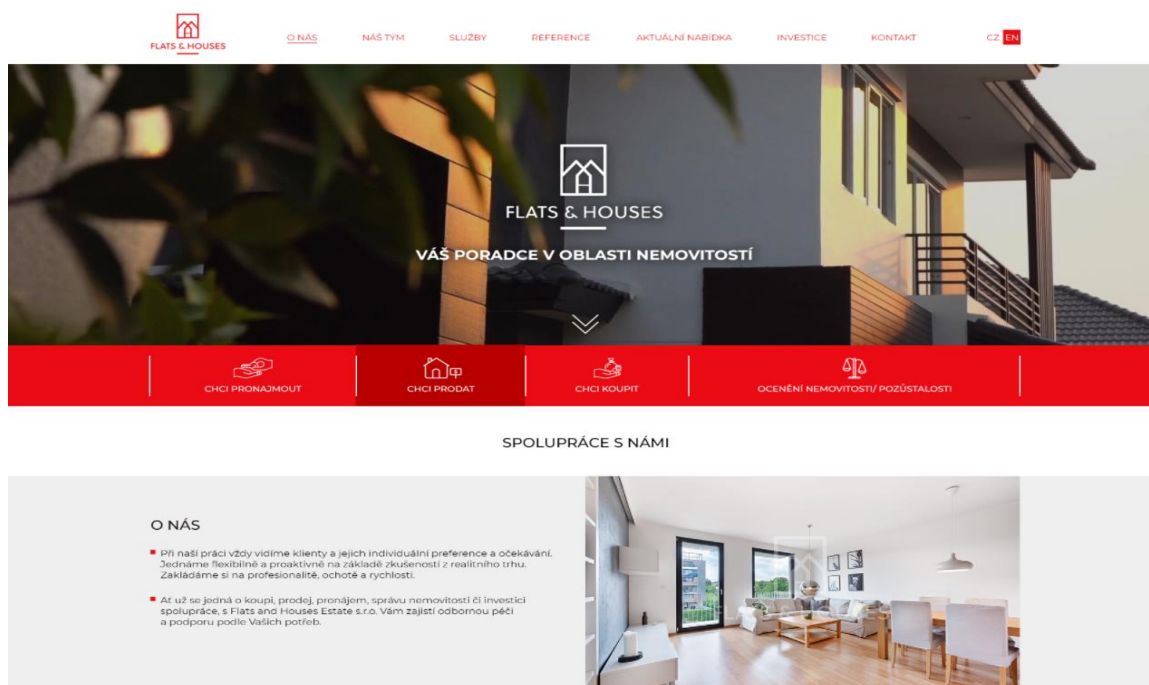 FLATS & HOUSES
O NÁS
NÁŠ TÝM
SLUŽBY
REFERENCE
AKTUÁLNÍ NABÍDKA
INVESTICE
KONTAKT
CZ EN
FLATS & HOUSES
VÁŠ PORADCE V OBLASTI NEMOVITOSTÍ
CHCI PRONAJMOUT
CHCI PRODAT
CHCI KOUPIT
OCENĚNÍ NEMOVITOSTI/ POZŮSTALOSTI
SPOLUPRÁCE S NÁMI
O NÁS
Při naší práci vždy vidíme klienty a jejich individuální preference a očekávání.
Jednáme flexibilně a proaktivně na základě zkušeností z realitního trhu.
Zakládáme si na profesionalitě, ochotě a rychlosti.
Ať už se jedná o koupi, prodej, pronájem, správu nemovitostí či investici
spolupráce, s Flats and Houses Estate s.r.o. Vám zajistí odbornou péči
a podporu podle Vašich potřeb.